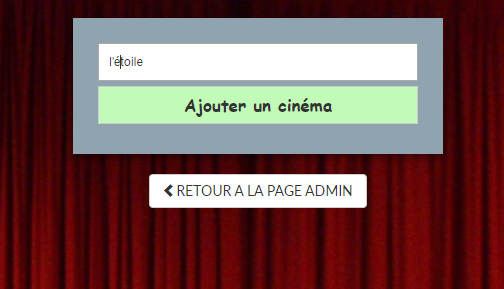 l'étoile
Ajouter un cinéma
RETOUR A LA PAGE ADMIN